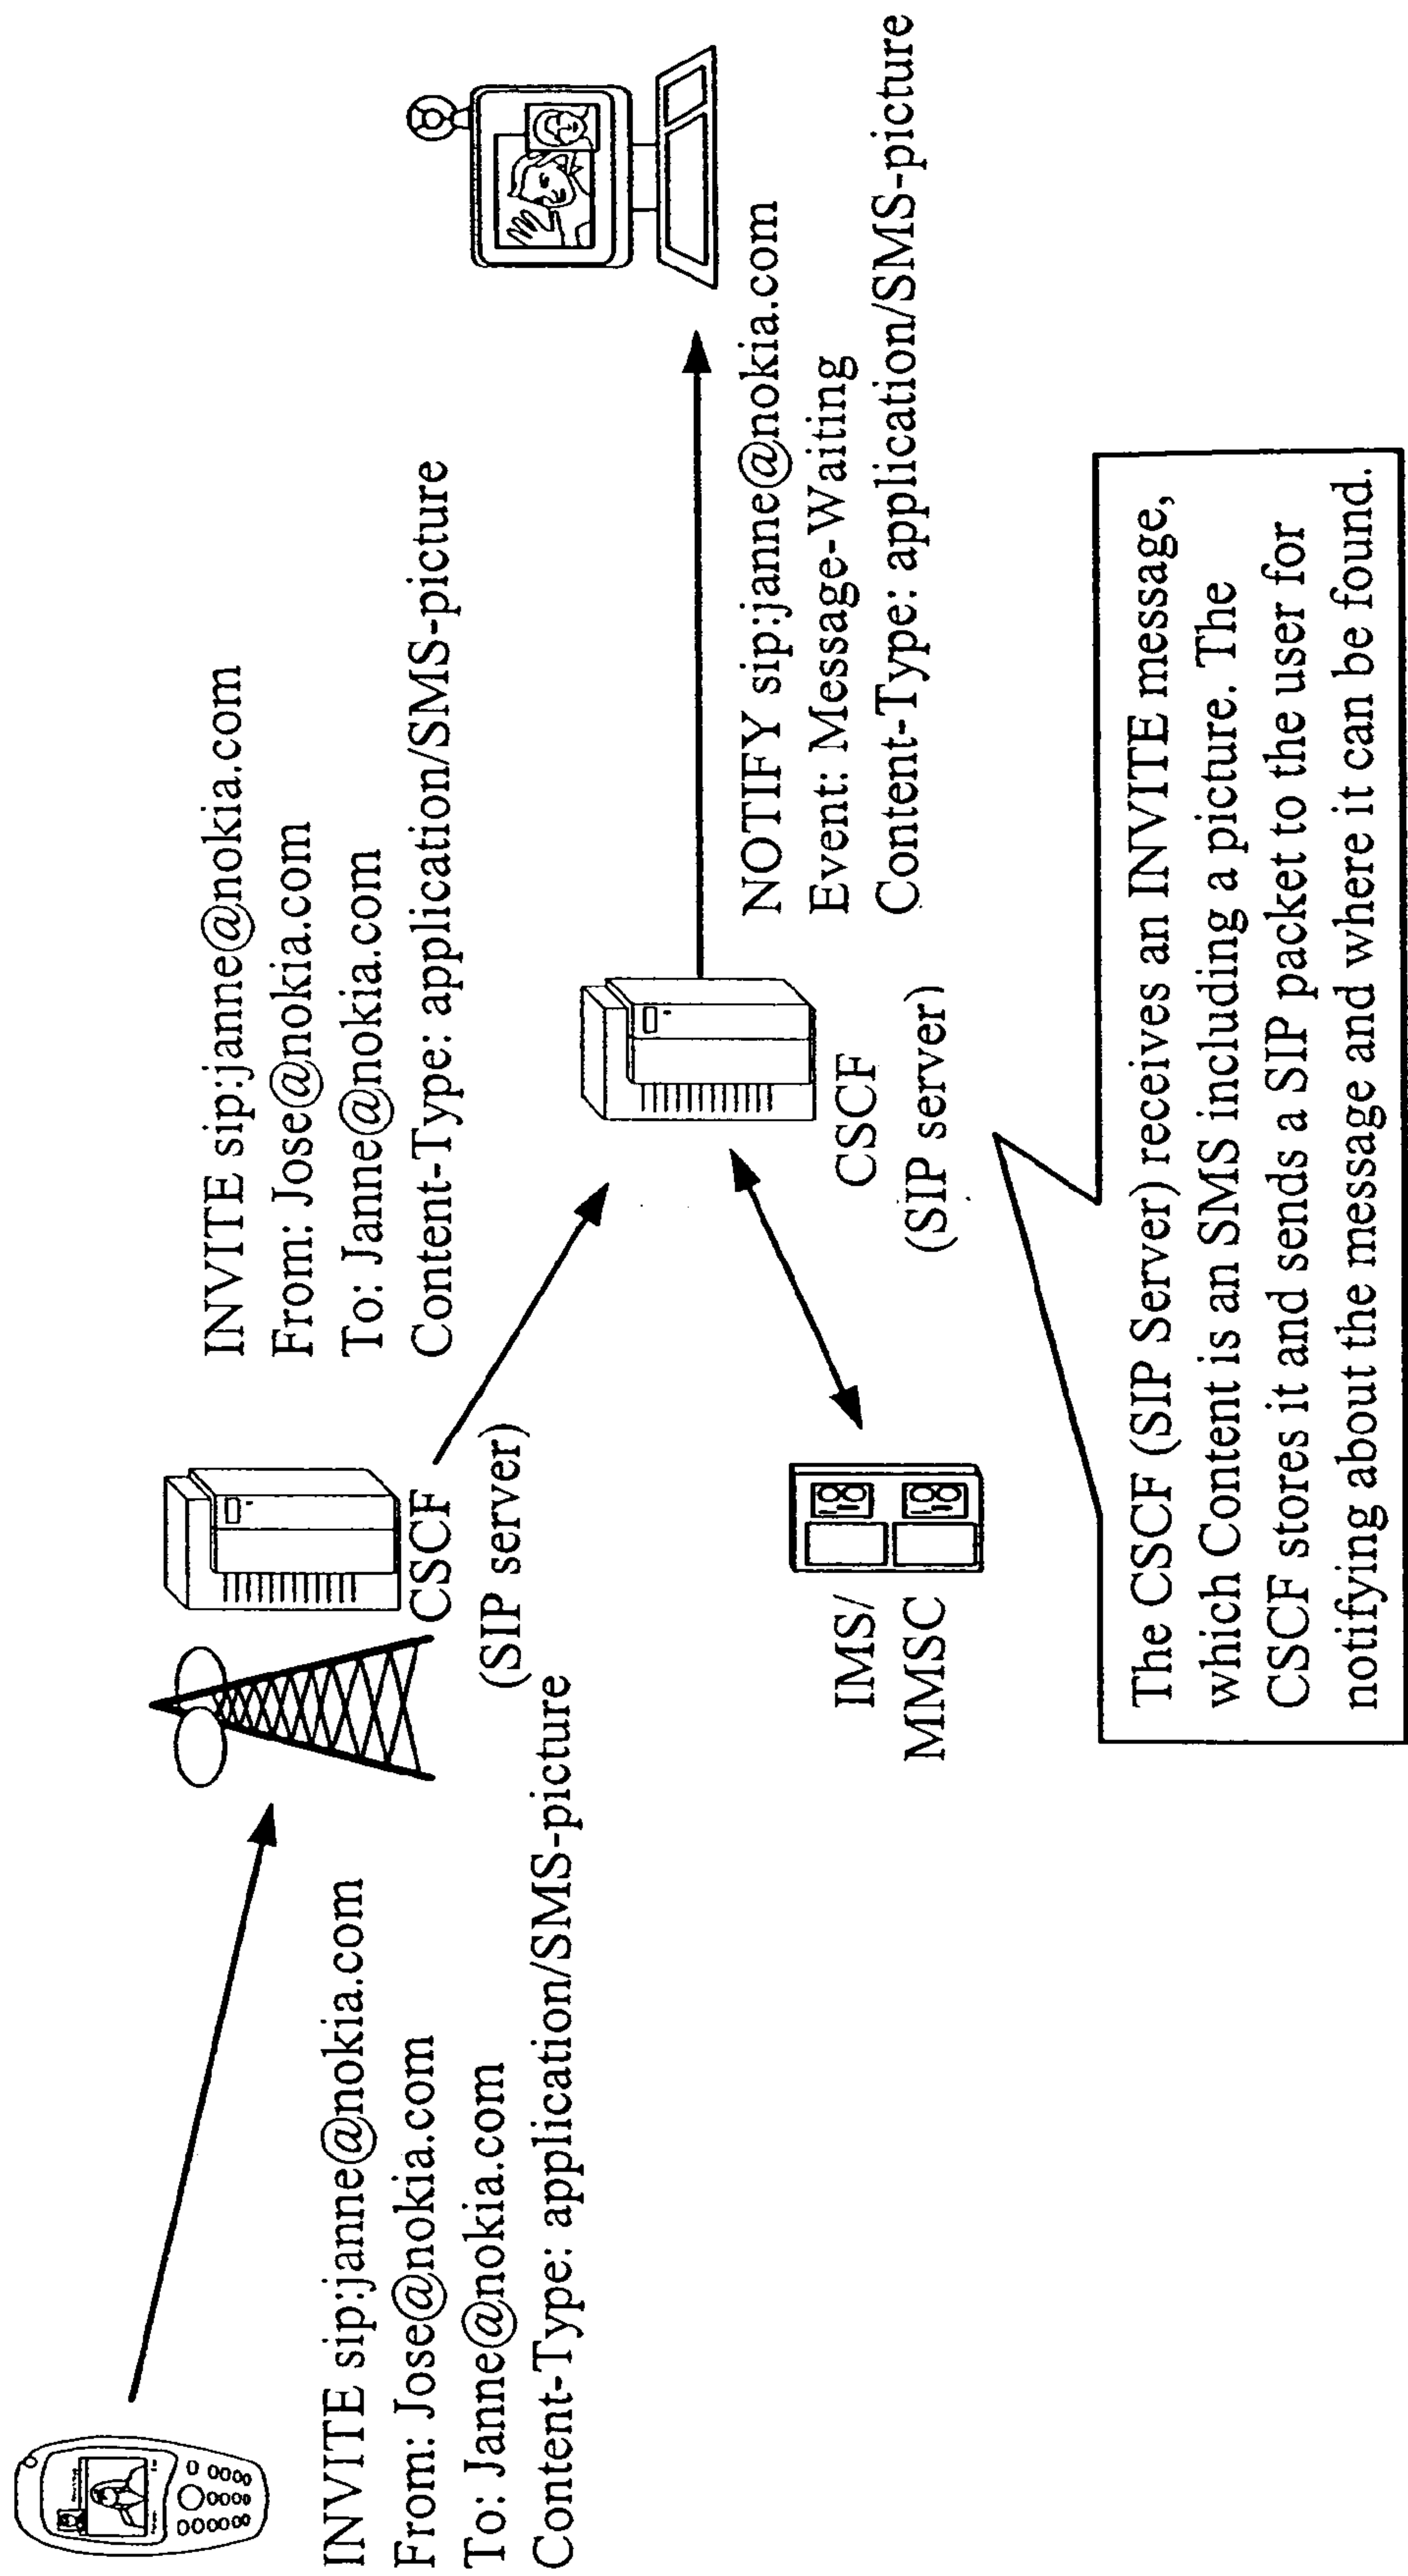 INVITE sip:janne@nokia.com
From: Jose@nokia.com
To: Janne@nokia.com
Content-Type: application/SMS-picture
CSCF
(SIP server)
INVITE sip:janne@nokia.com
From: Jose@nokia.com
To: Janne@nokia.com
Content-Type: application/SMS-picture
IMS/
MMSC
CSCF
(SIP server)
NOTIFY sip:janne@nokia.com
Event: Message-Waiting
Content-Type: application/SMS-picture
The CSCF (SIP Server) receives an INVITE message,
which Content is an SMS including a picture. The
CSCF stores it and sends a SIP packet to the user for
notifying about the message and where it can be found.